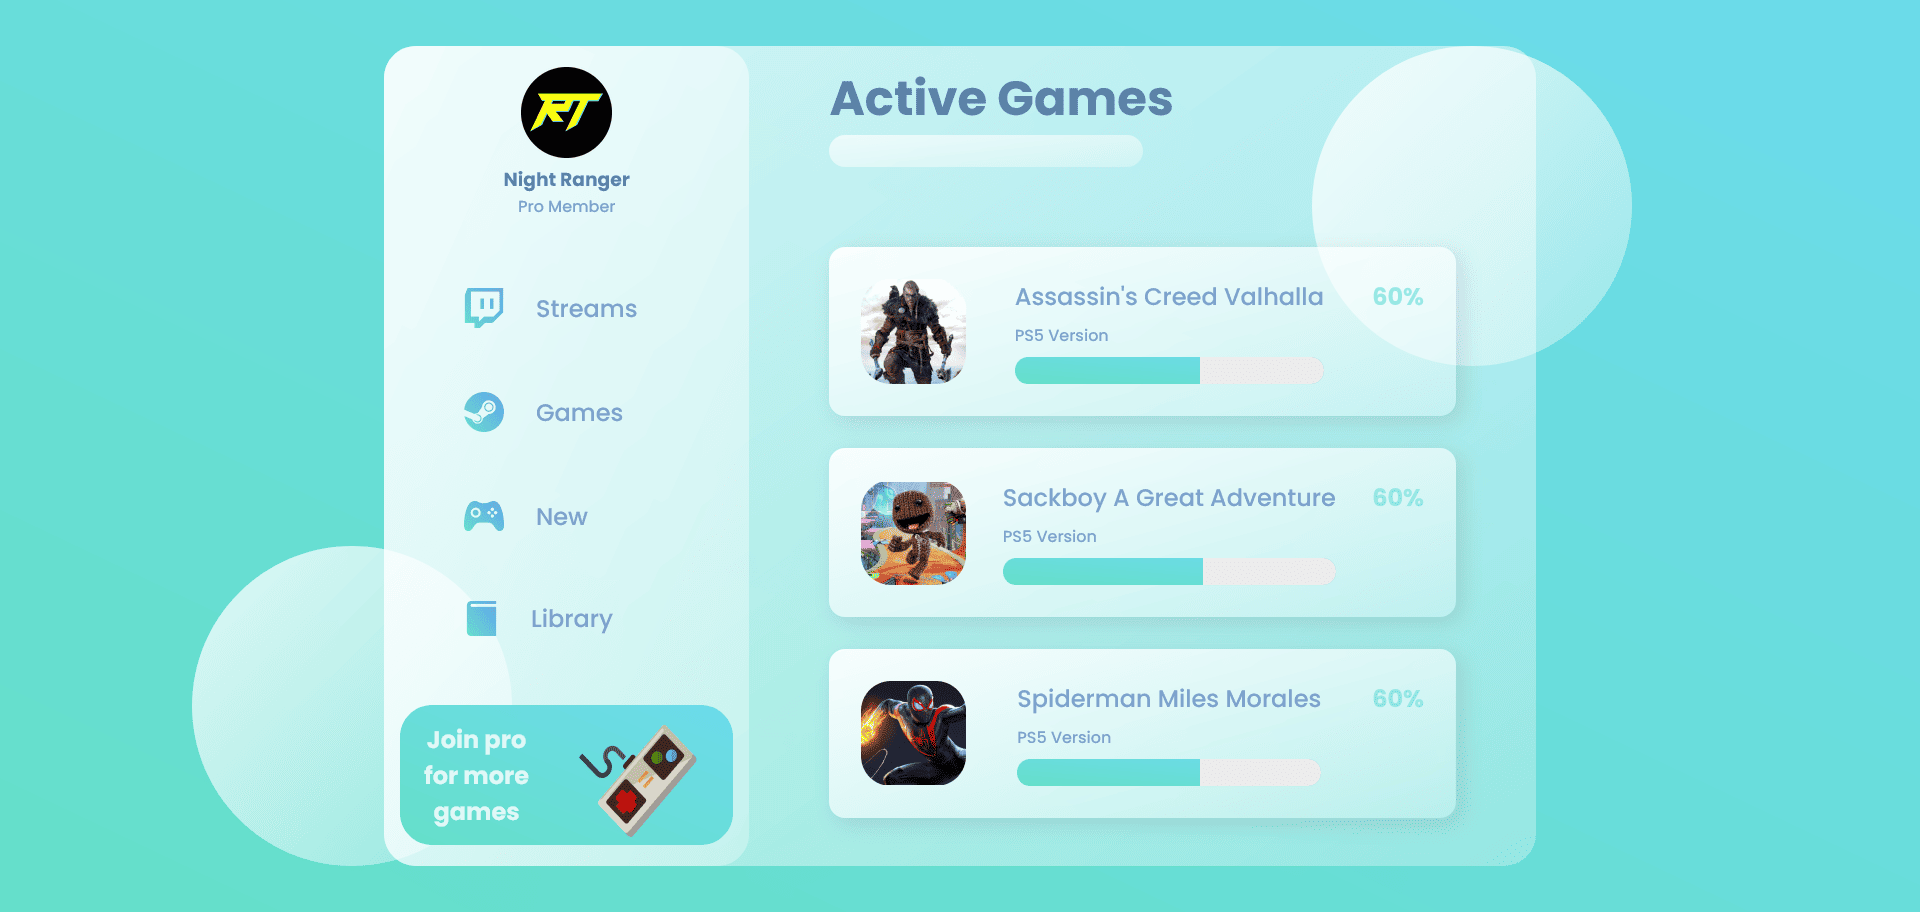 RT
Night Ranger
Pro Member
Streams
Games
New
Library
Join pro
for more
games
Active Games
Assassin's Creed Valhalla
60%
PS5 Version
Sackboy A Great Adventure
60%
PS5 Version
Spiderman Miles Morales
60%
PS5 Version